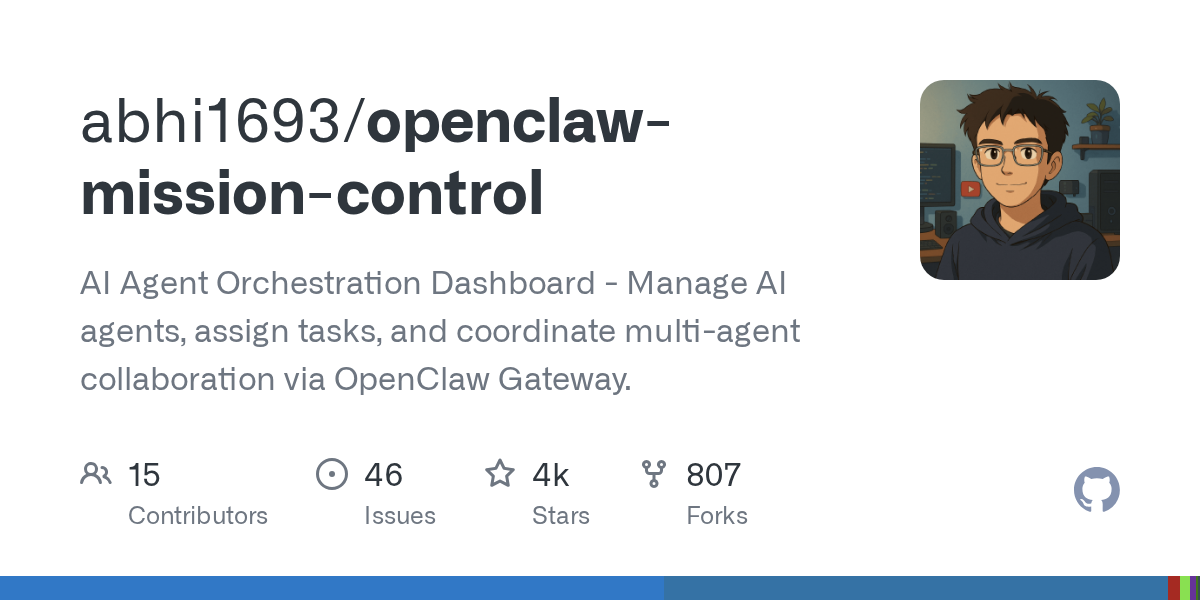 abhi1693/openclaw-
mission-control
AI Agent Orchestration Dashboard - Manage AI
agents, assign tasks, and coordinate multi-agent
collaboration via OpenClaw Gateway.
15 46 4k 807
Contributors Issues Stars Forks